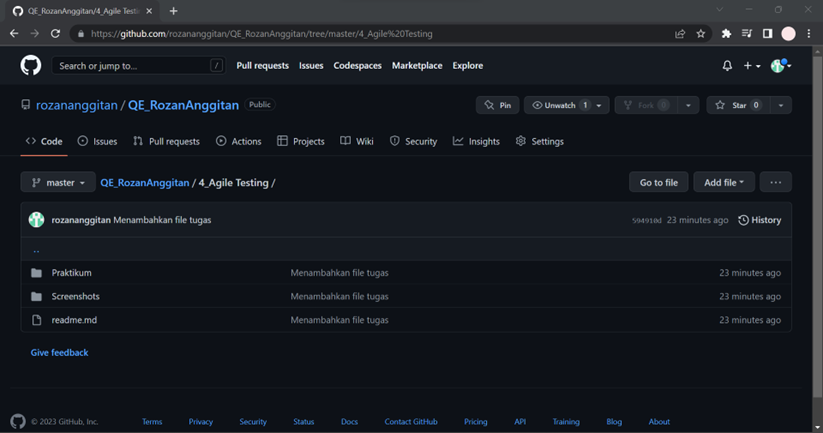 QE_RozanAnggitan/4_Agile Testin
https://github.com/rozananggitan/QE_RozanAnggitan/tree/master/4_Agile%20Testing
Search or jump to... / Pull requests Issues Codespaces Marketplace Explore
rozananggitan / QE_RozanAnggitan Public Pin Unwatch 1 Fork 0 Star 0
Code Issues Pull requests Actions Projects Wiki Security Insights Settings
master QE_RozanAnggitan / 4_Agile Testing / Go to file Add file ...
rozananggitan Menambahkan file tugas 594910d 23 minutes ago History
..
Praktikum Menambahkan file tugas 23 minutes ago
Screenshots Menambahkan file tugas 23 minutes ago
readme.md Menambahkan file tugas 23 minutes ago
Give feedback
© 2023 GitHub, Inc. Terms Privacy Security Status Docs Contact GitHub Pricing API Training Blog About